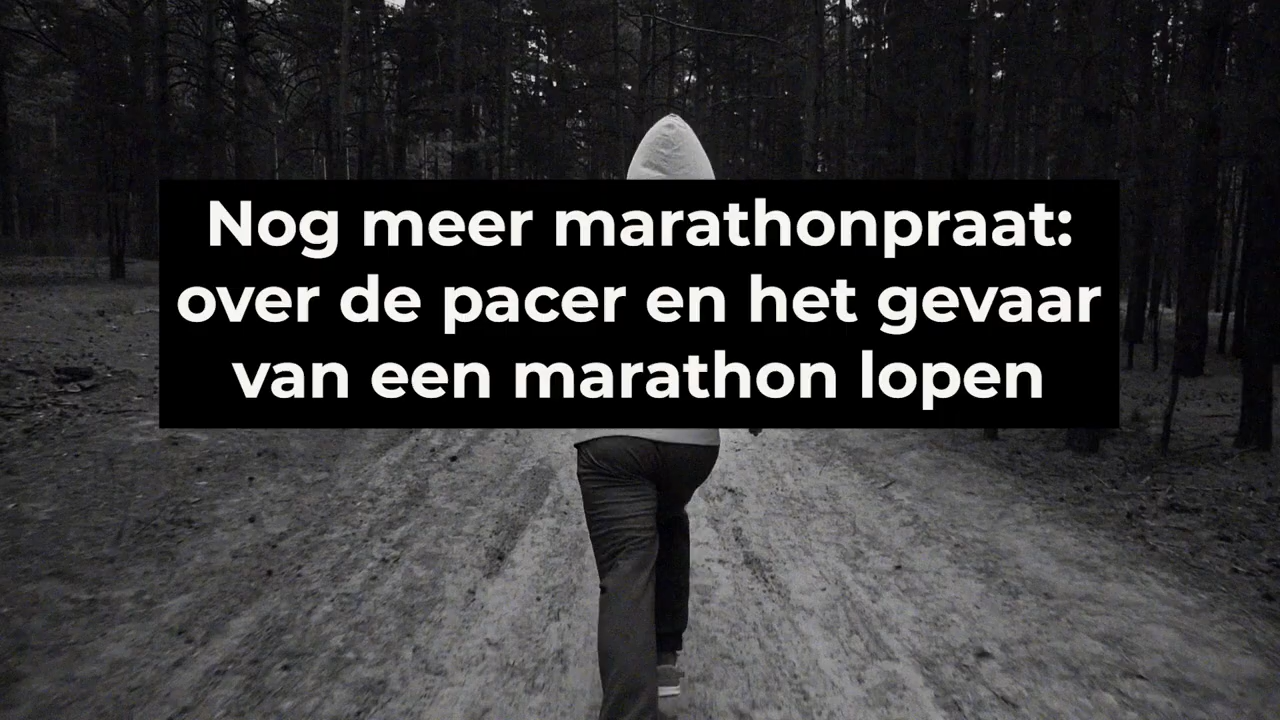 Nog meer marathonpraat:
over de pacer en het gevaar
van een marathon lopen